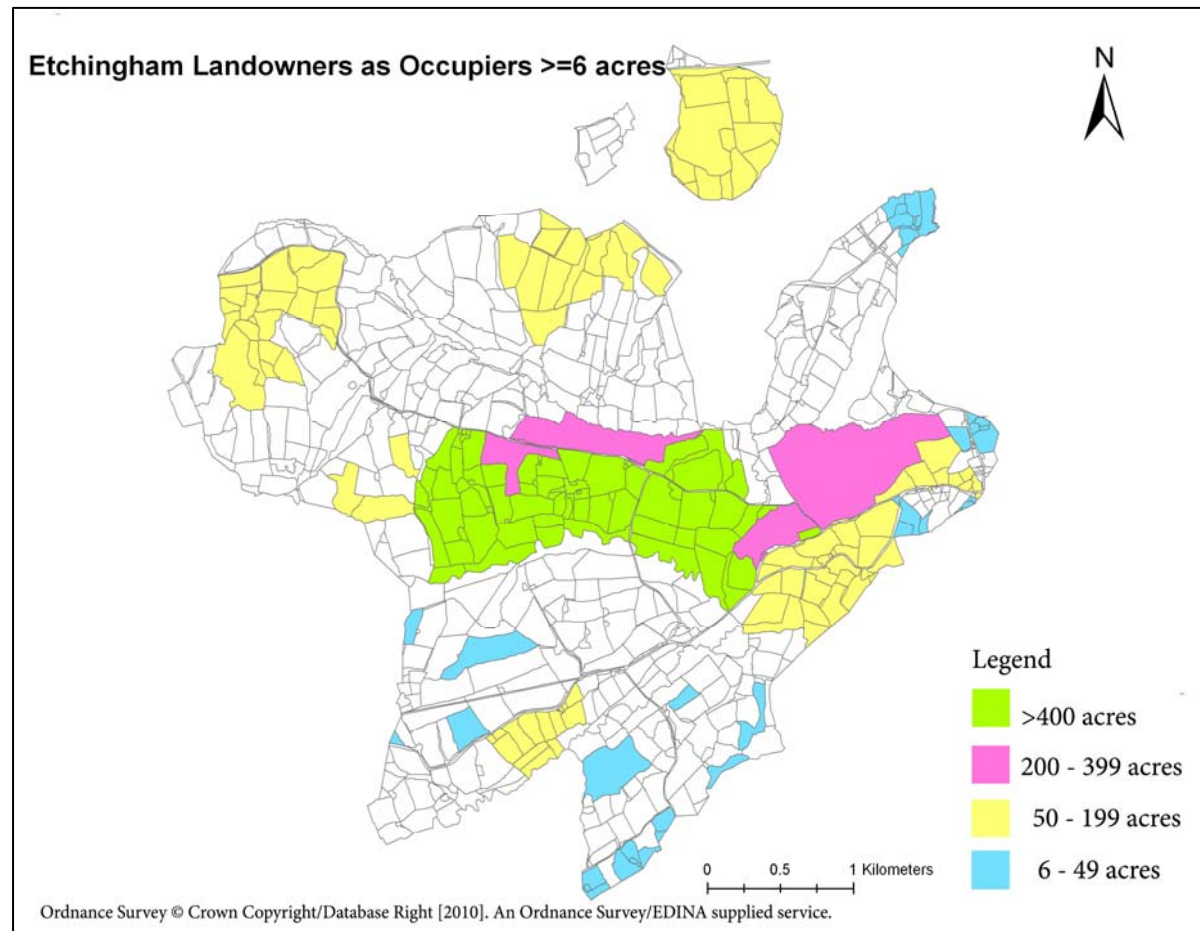 Etchingham Landowners as Occupiers >=6 acres
N
Legend
>400 acres
200 - 399 acres
50 - 199 acres
6 - 49 acres
0 0.5 1 Kilometers
Ordnance Survey © Crown Copyright/Database Right [2010]. An Ordnance Survey/EDINA supplied service.